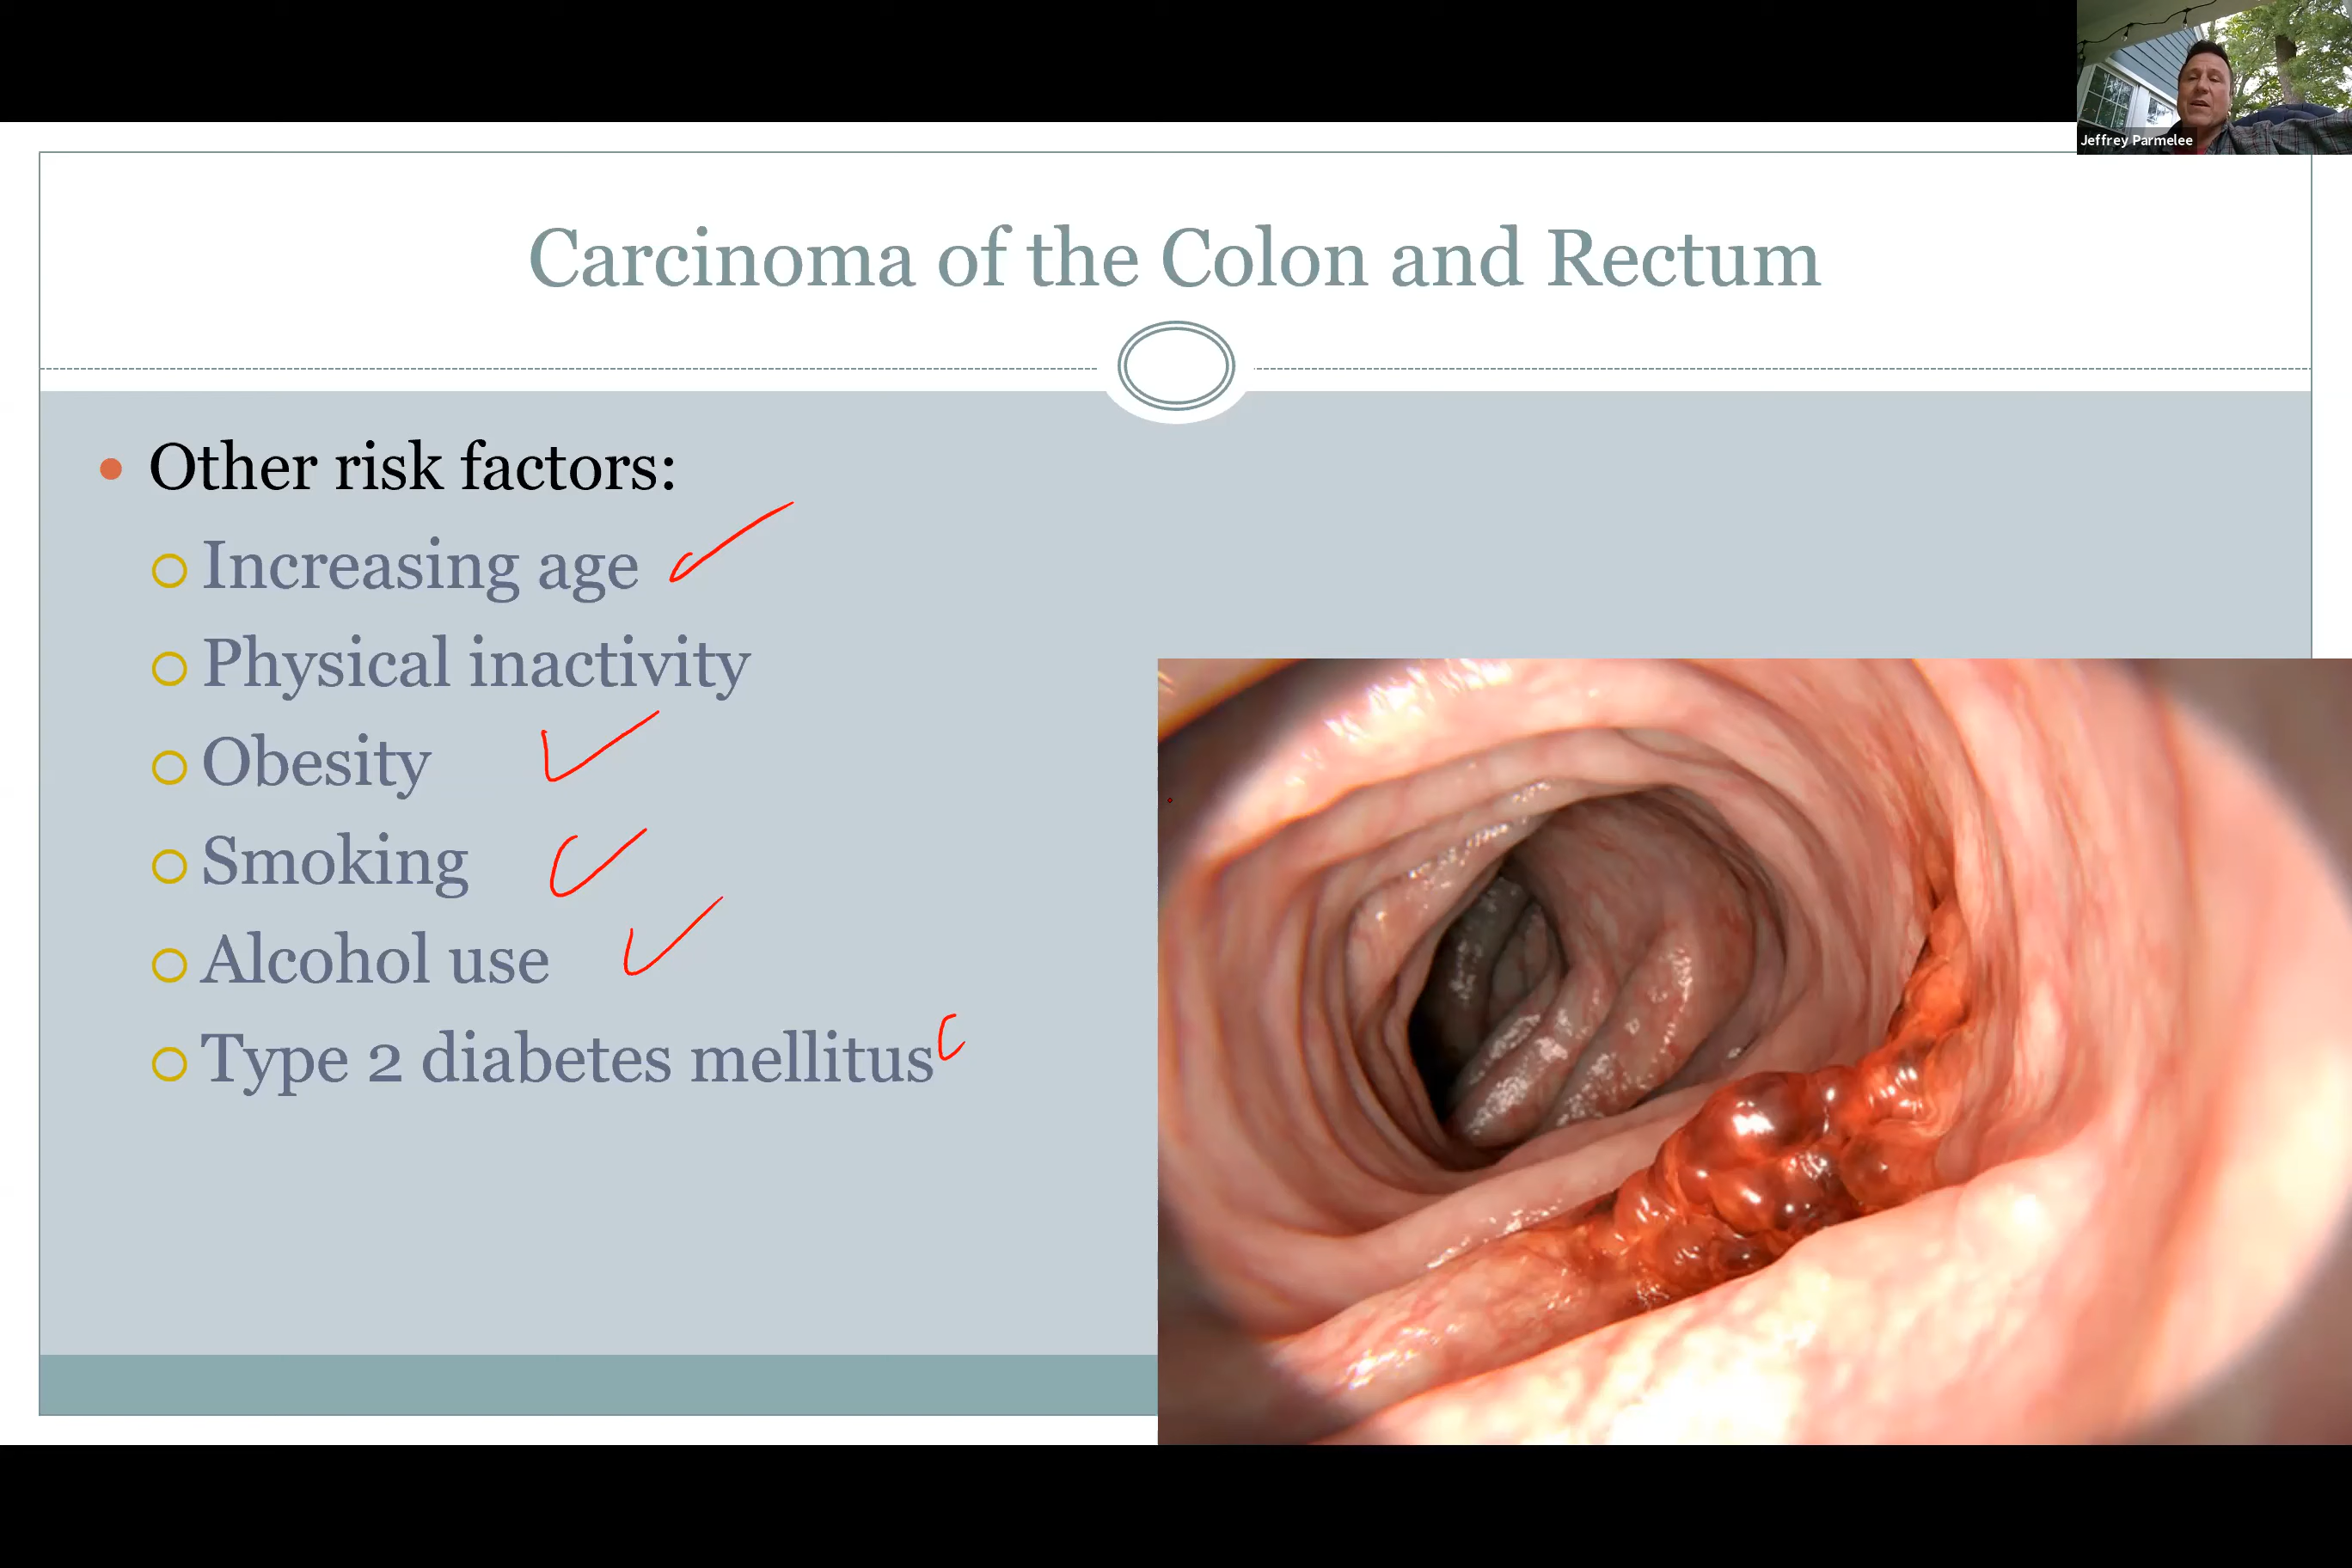 Jeffrey Parmelee
Carcinoma of the Colon and Rectum
Other risk factors:
Increasing age
Physical inactivity
Obesity
Smoking
Alcohol use
Type 2 diabetes mellitus